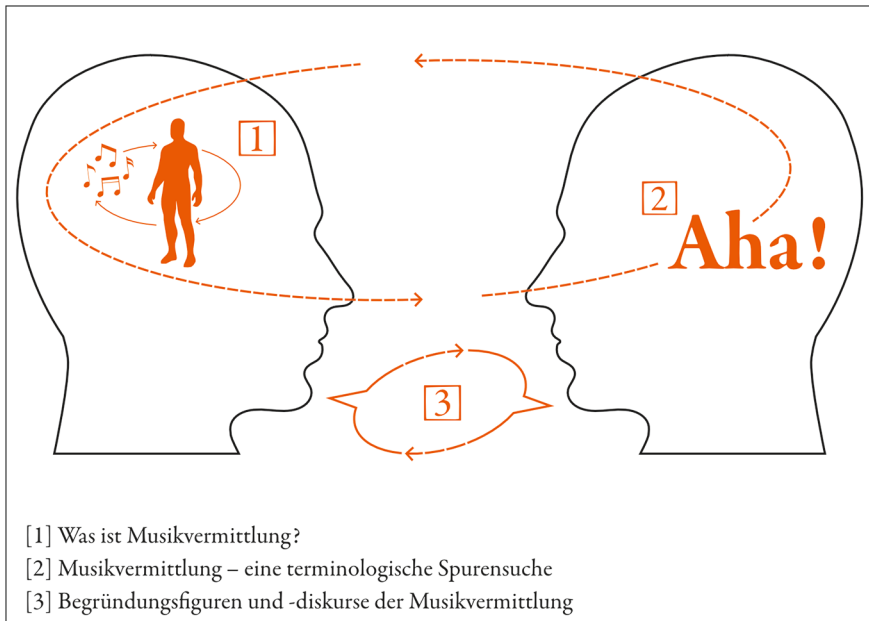 1
2
Aha!
3
[1] Was ist Musikvermittlung?
[2] Musikvermittlung – eine terminologische Spurensuche
[3] Begründungsfiguren und -diskurse der Musikvermittlung